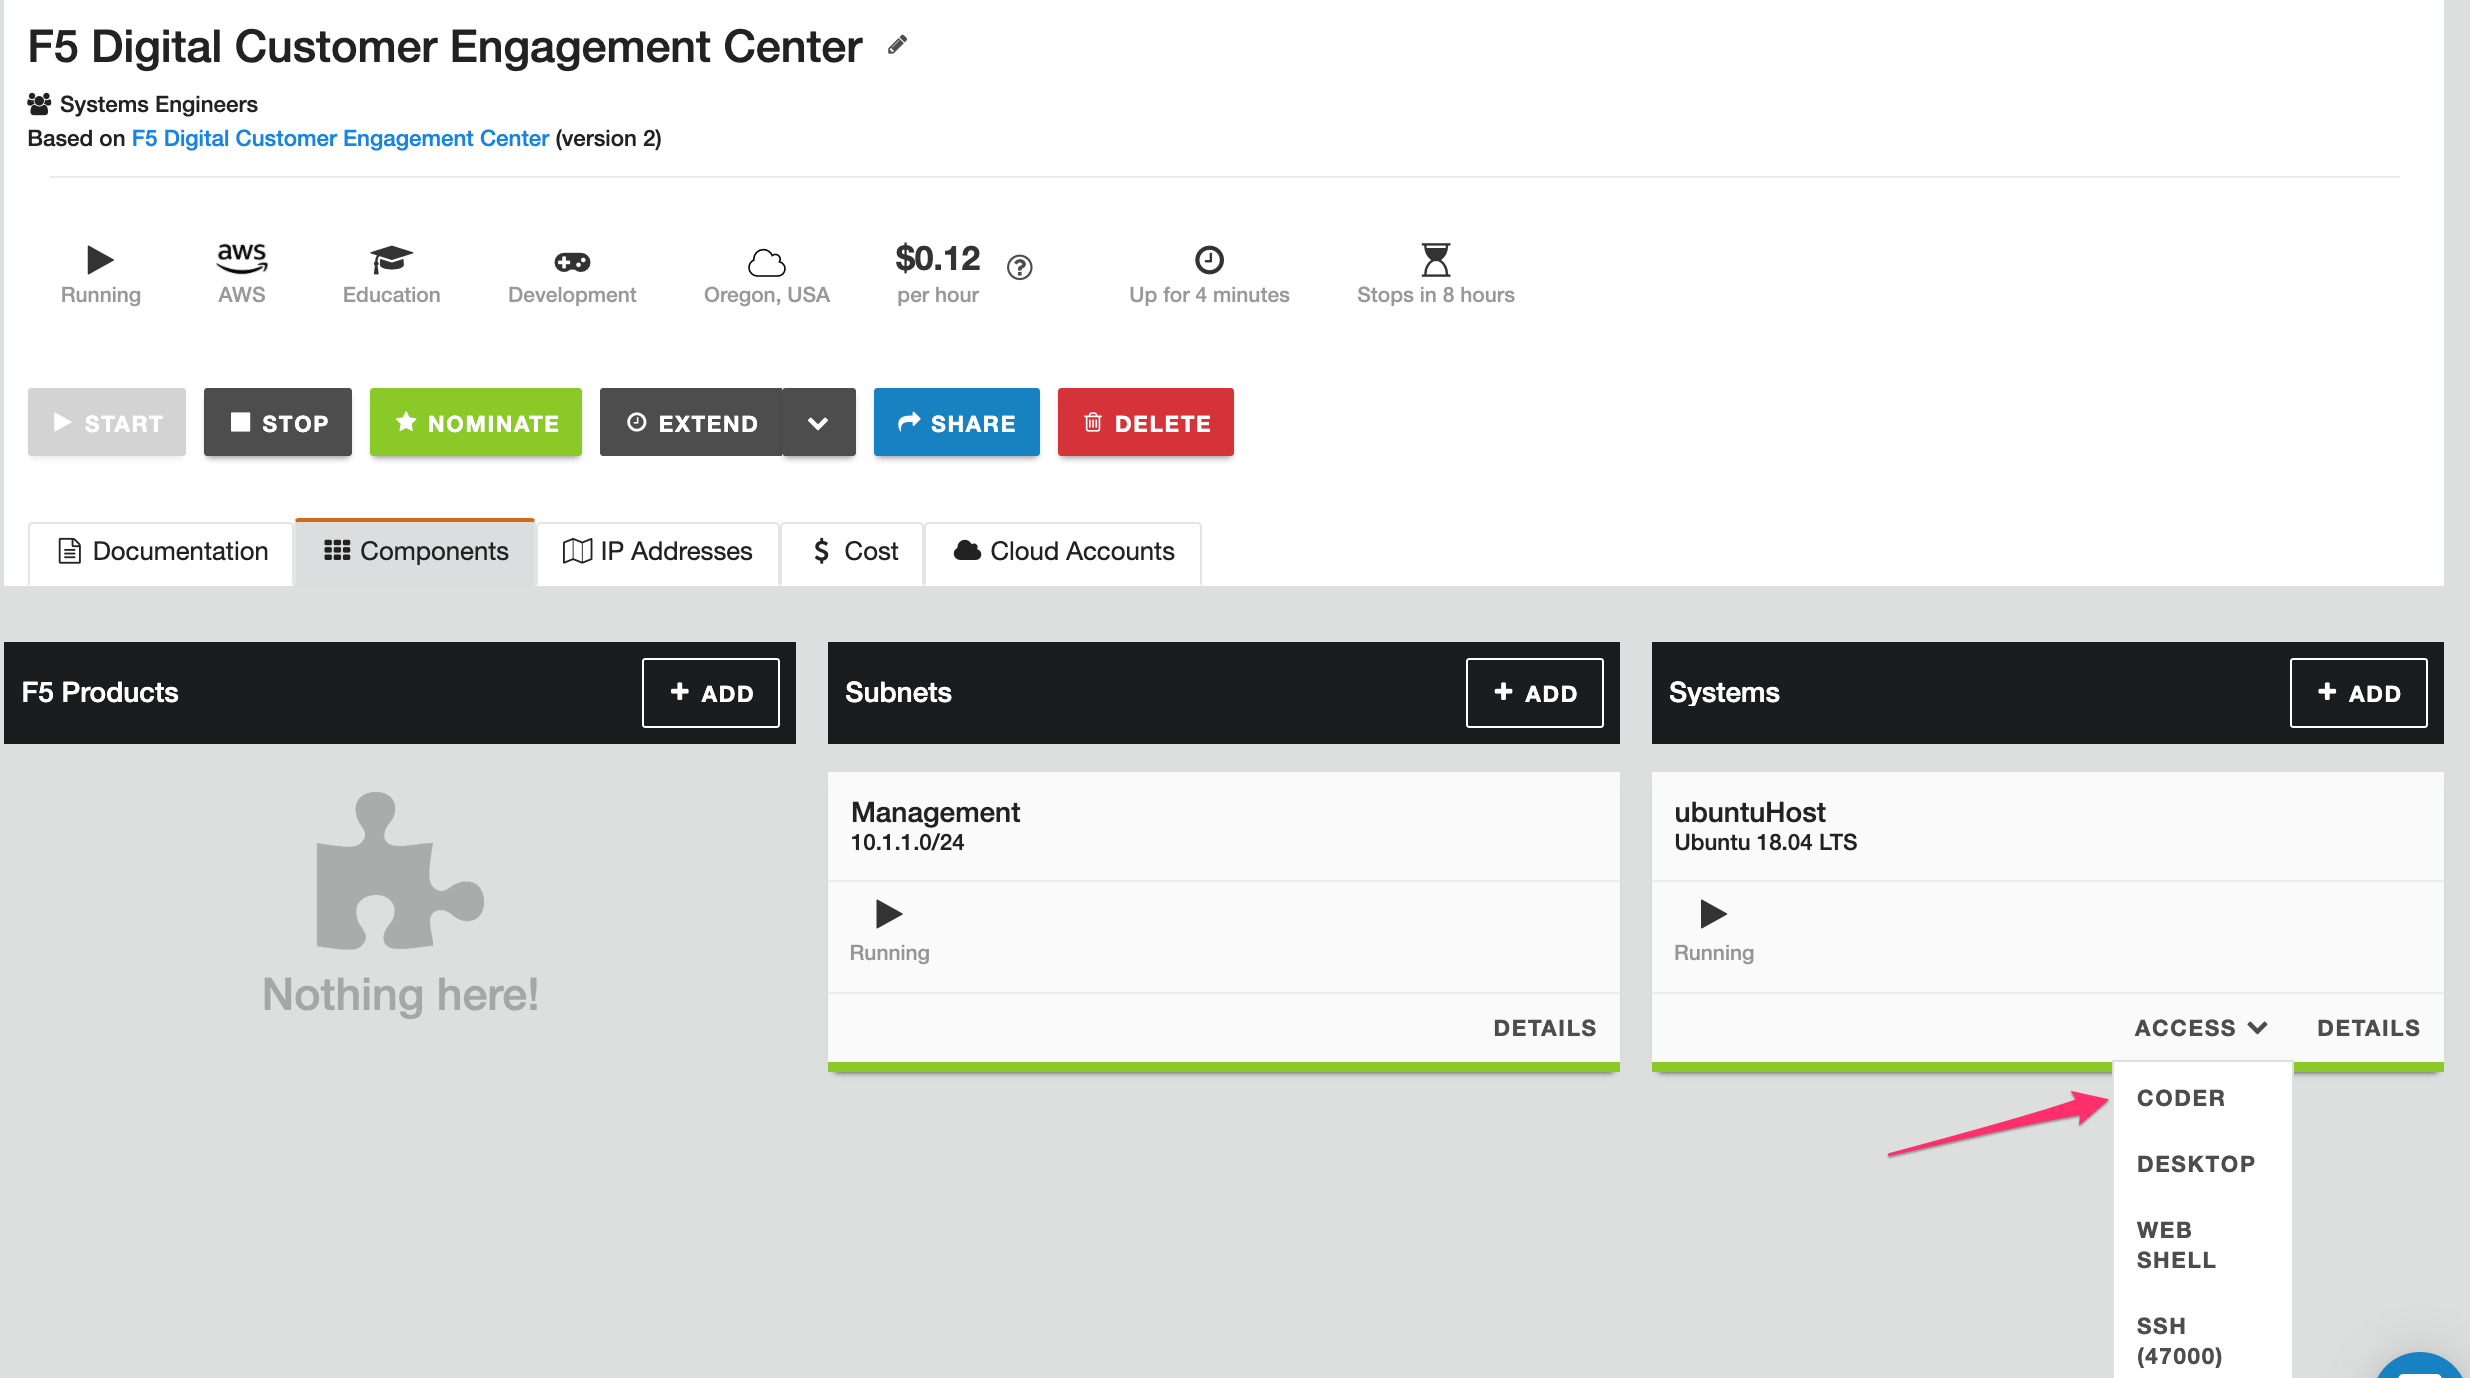 F5 Digital Customer Engagement Center
Systems Engineers
Based on F5 Digital Customer Engagement Center (version 2)
aws
$0.12
Running
AWS
Education
Development
Oregon, USA
per hour
Up for 4 minutes
Stops in 8 hours
START
STOP
NOMINATE
EXTEND
SHARE
DELETE
Documentation
Components
IP Addresses
$ Cost
Cloud Accounts
F5 Products
+ ADD
Subnets
+ ADD
Systems
+ ADD
Nothing here!
Management
10.1.1.0/24
Running
DETAILS
ubuntuHost
Ubuntu 18.04 LTS
Running
ACCESS
DETAILS
CODER
DESKTOP
WEB
SHELL
SSH
(47000)